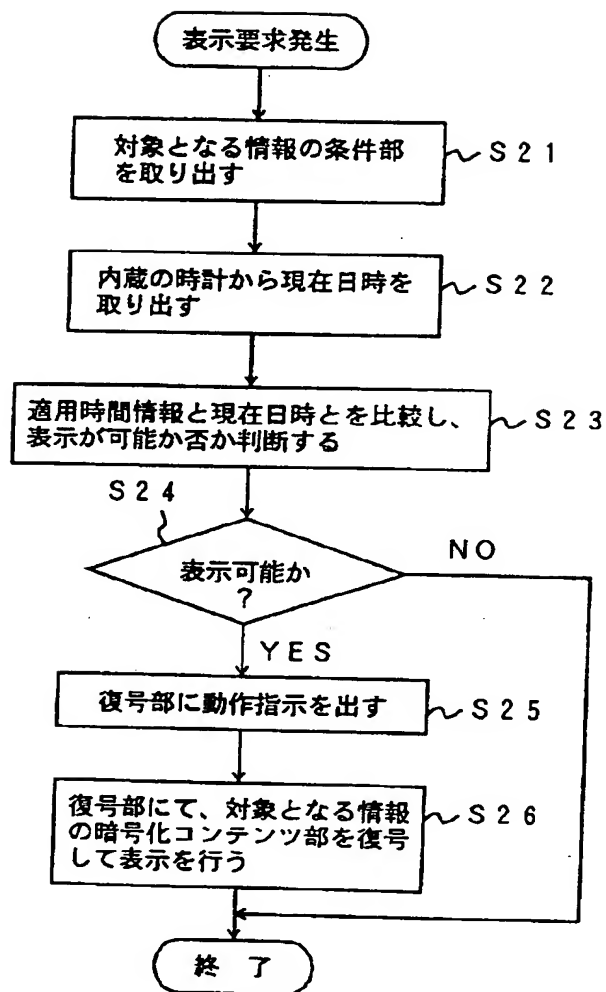 表示要求発生
対象となる情報の条件部
を取り出す
S21
内蔵の時計から現在日時を
取り出す
S22
適用時間情報と現在日時とを比較し、
表示が可能か否か判断する
S23
S24
表示可能か
?
NO
YES
復号部に動作指示を出す
S25
復号部にて、対象となる情報
の暗号化コンテンツ部を復号
して表示を行う
S26
終了